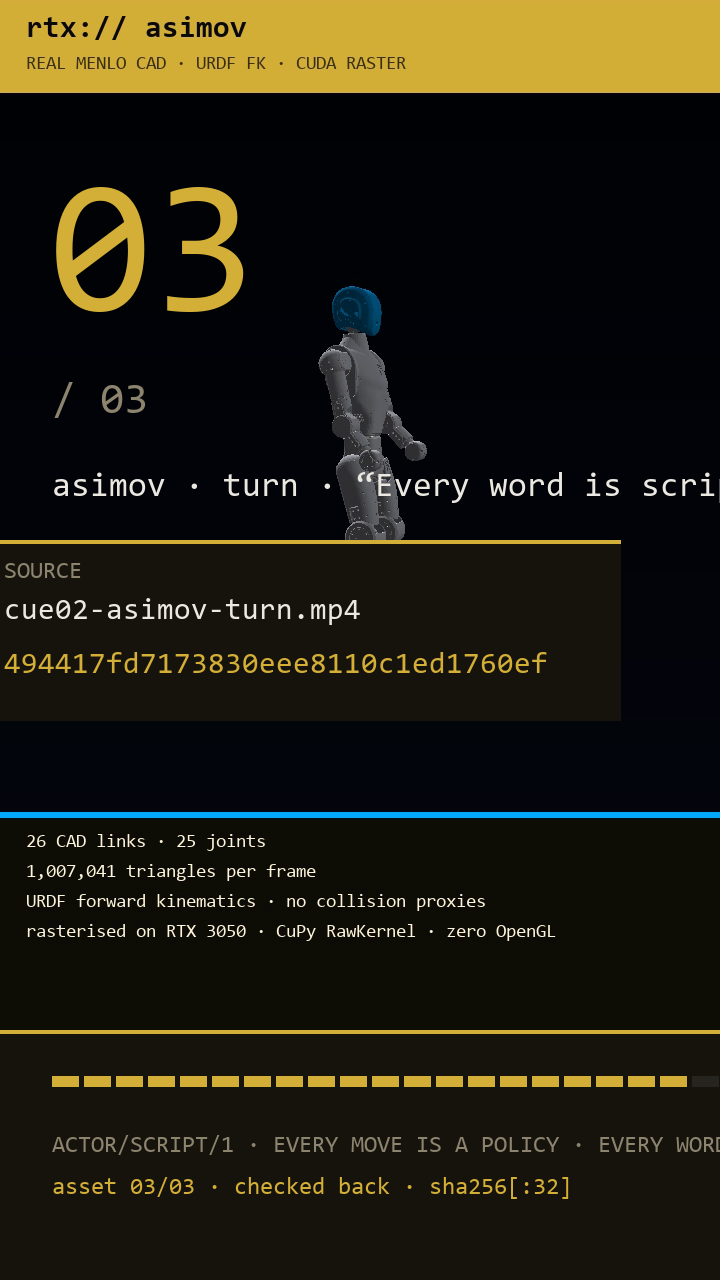 rtx:// asimov
REAL MENLO CAD · URDF FK · CUDA RASTER
03
/ 03
asimov · turn · “Every word is scrip
SOURCE
cue02-asimov-turn.mp4
494417fd7173830eee8110c1ed1760ef
26 CAD links · 25 joints
1,007,041 triangles per frame
URDF forward kinematics · no collision proxies
rasterised on RTX 3050 · CuPy RawKernel · zero OpenGL
ACTOR/SCRIPT/1 · EVERY MOVE IS A POLICY · EVERY WORD
asset 03/03 · checked back · sha256[:32]